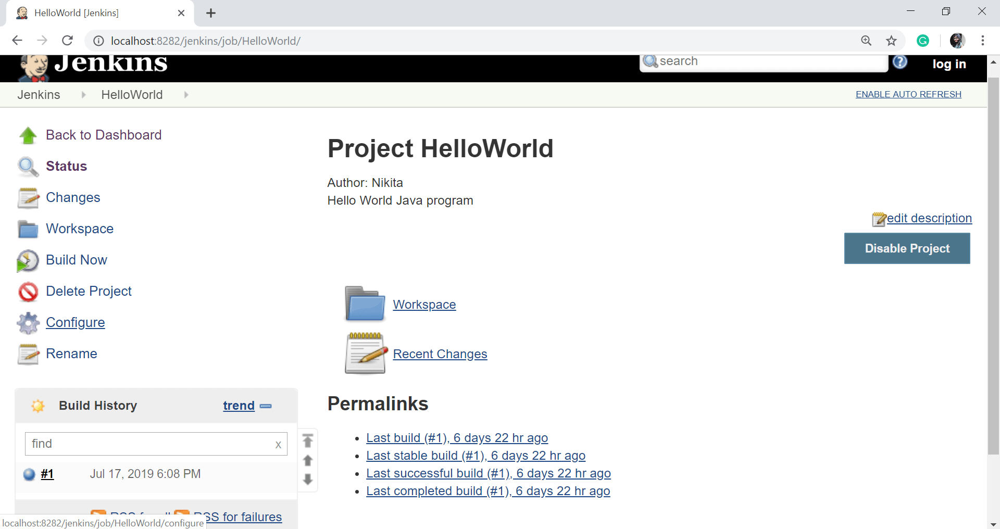 HelloWorld [Jenkins]
localhost:8282/jenkins/job/HelloWorld/
Jenkins
search
log in
Jenkins HelloWorld
ENABLE AUTO REFRESH
Back to Dashboard
Status
Changes
Workspace
Build Now
Delete Project
Configure
Rename
Project HelloWorld
Author: Nikita
Hello World Java program
edit description
Disable Project
Workspace
Recent Changes
Permalinks
Last build (#1), 6 days 22 hr ago
Last stable build (#1), 6 days 22 hr ago
Last successful build (#1), 6 days 22 hr ago
Last completed build (#1), 6 days 22 hr ago
Build History trend
find x
#1 Jul 17, 2019 6:08 PM
RSS for all RSS for failures
localhost:8282/jenkins/job/HelloWorld/configure